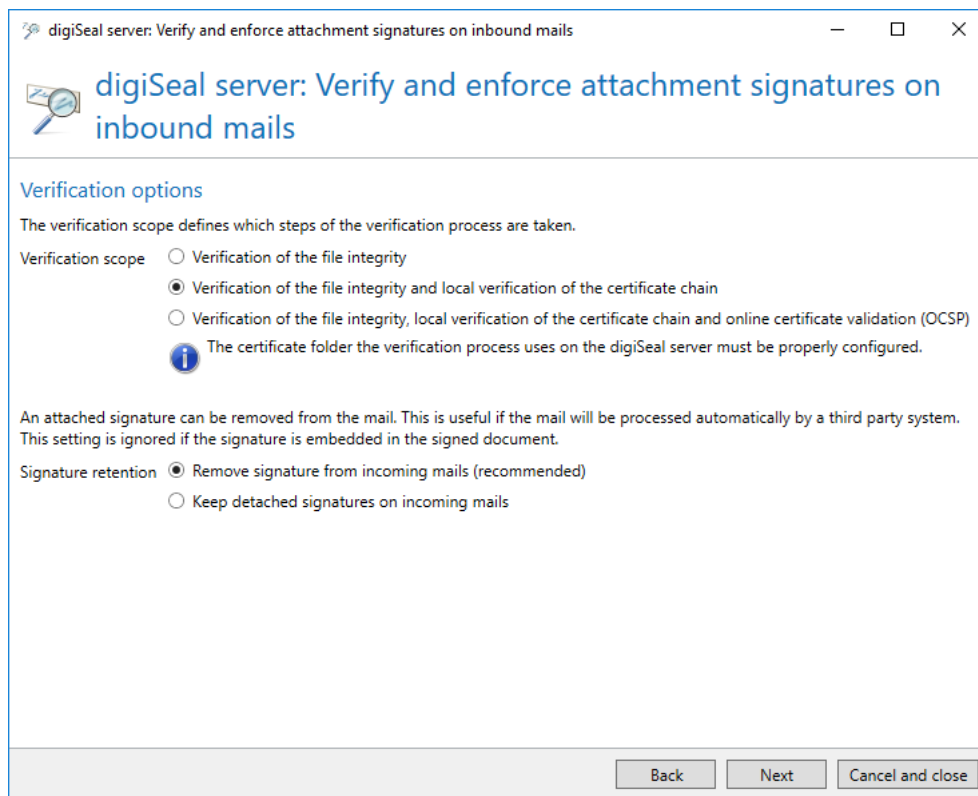 digiSeal server: Verify and enforce attachment signatures on inbound mails
digiSeal server: Verify and enforce attachment signatures on
inbound mails
Verification options
The verification scope defines which steps of the verification process are taken.
Verification scope
Verification of the file integrity
Verification of the file integrity and local verification of the certificate chain
Verification of the file integrity, local verification of the certificate chain and online certificate validation (OCSP)
The certificate folder the verification process uses on the digiSeal server must be properly configured.
An attached signature can be removed from the mail. This is useful if the mail will be processed automatically by a third party system.
This setting is ignored if the signature is embedded in the signed document.
Signature retention
Remove signature from incoming mails (recommended)
Keep detached signatures on incoming mails
Back
Next
Cancel and close